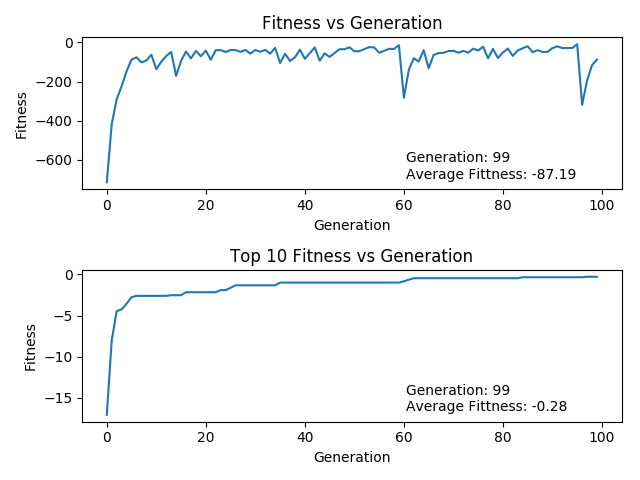 Fitness vs Generation
0
−200
−400
−600
Fitness
Generation: 99
Average Fittness: -87.19
0 20 40 60 80 100
Generation
Top 10 Fitness vs Generation
0
−5
−10
−15
Fitness
Generation: 99
Average Fittness: -0.28
0 20 40 60 80 100
Generation